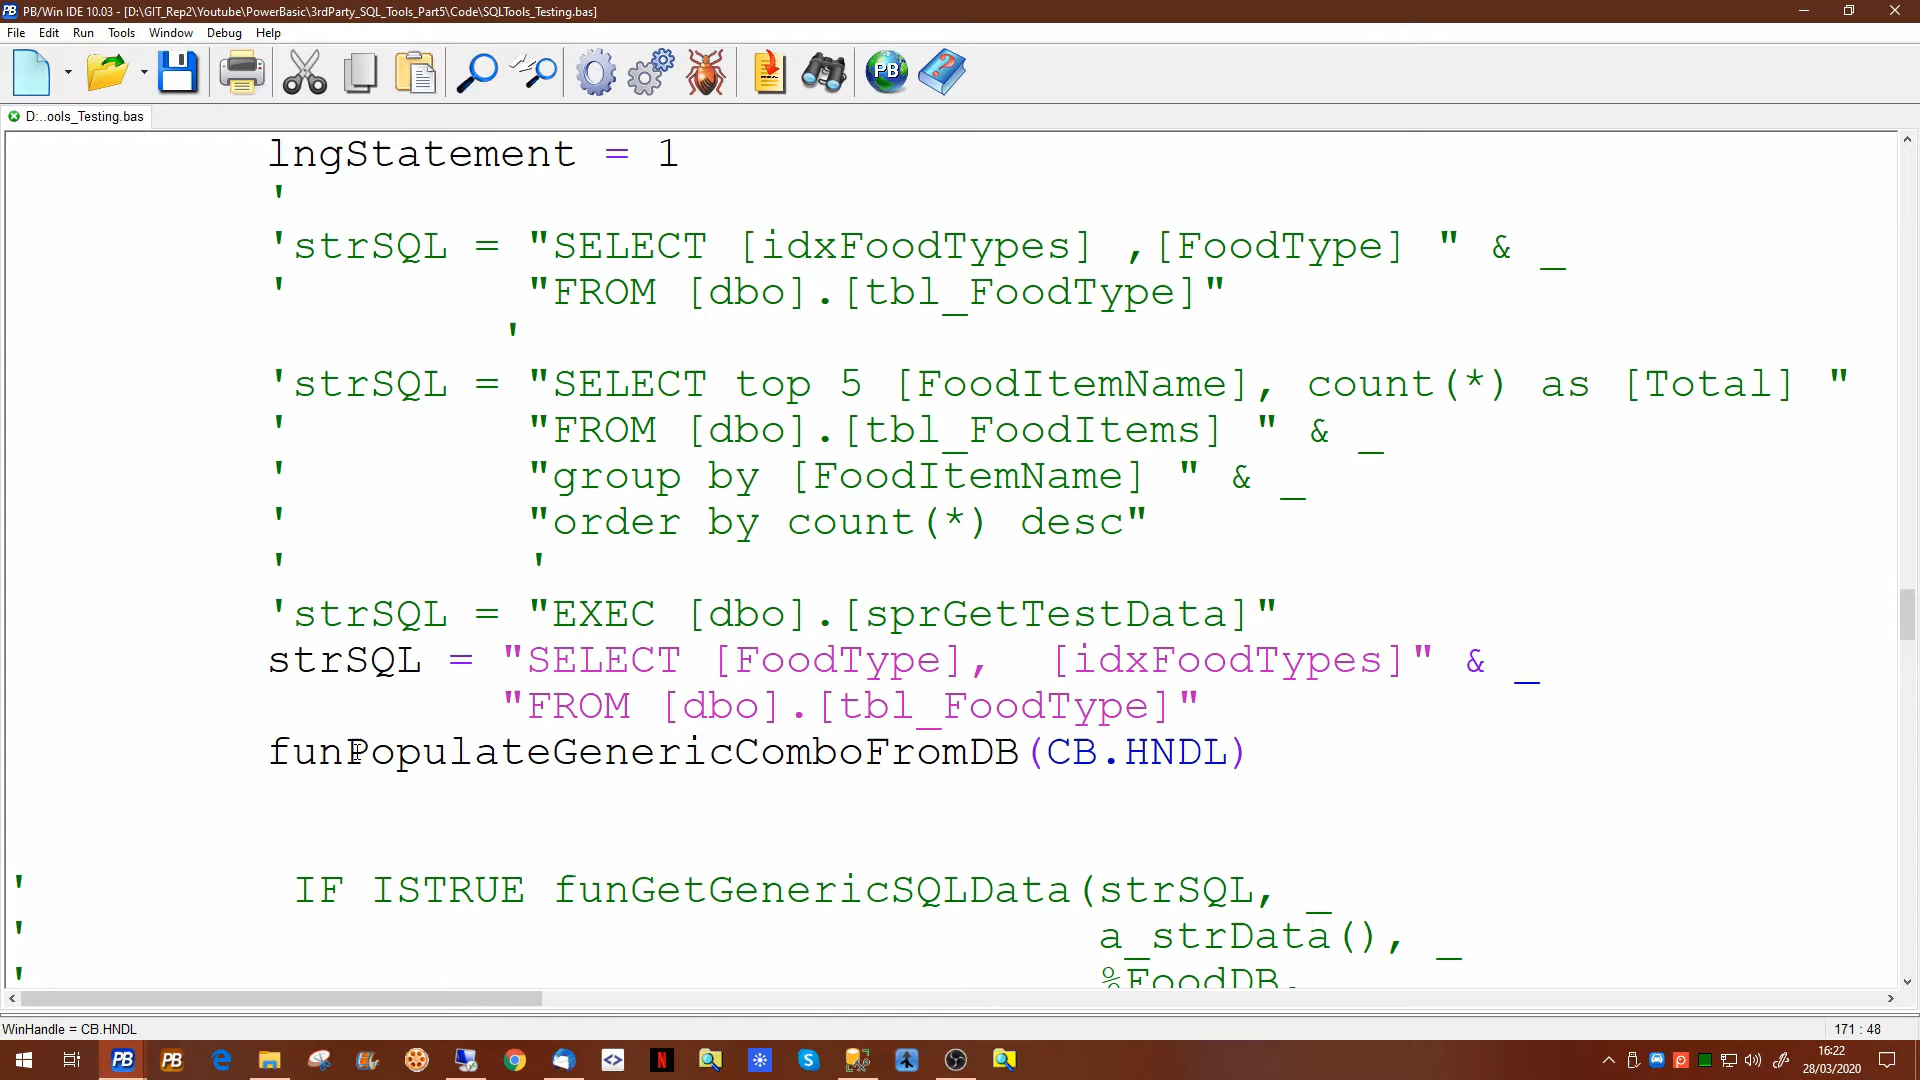 PB/Win IDE 10.03 - [D:\GIT_Rep2\Youtube\PowerBasic\3rdParty_SQL_Tools_Part5\Code\SQLTools_Testing.bas]
File Edit Run Tools Window Debug Help
D:..ools_Testing.bas
lngStatement = 1
'
'strSQL = "SELECT [idxFoodTypes] ,[FoodType] " & _
' "FROM [dbo].[tbl_FoodType]"
'
'strSQL = "SELECT top 5 [FoodItemName], count(*) as [Total] "
' "FROM [dbo].[tbl_FoodItems] " & _
' "group by [FoodItemName] " & _
' "order by count(*) desc"
' '
'strSQL = "EXEC [dbo].[sprGetTestData]"
strSQL = "SELECT [FoodType],  [idxFoodTypes]" & _
"FROM [dbo].[tbl_FoodType]"
funPopulateGenericComboFromDB(CB.HNDL)
' IF ISTRUE funGetGenericSQLData(strSQL, _
' a_strData(), _
' %FoodDB,
WinHandle = CB.HNDL 171 : 48
16:22
28/03/2020